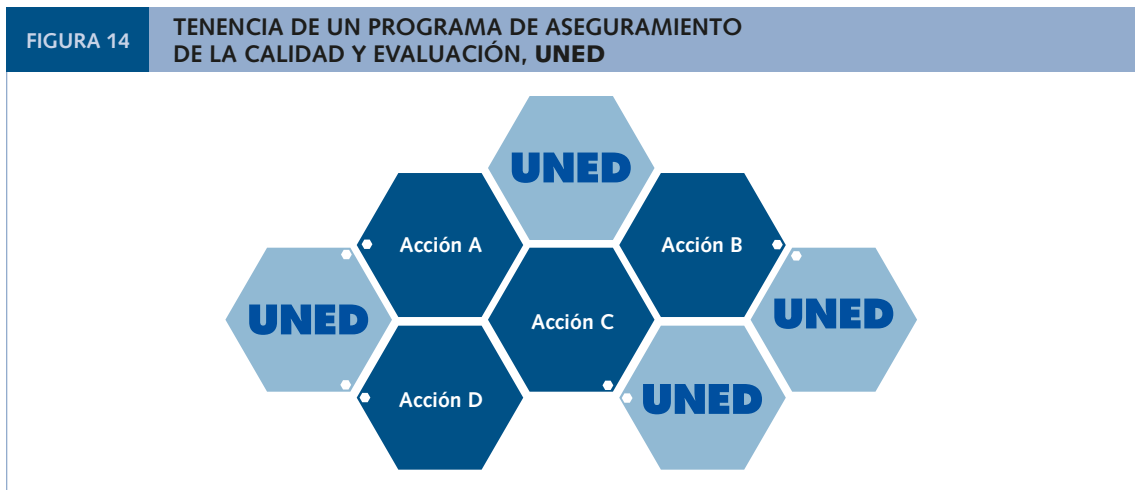 FIGURA 14
TENENCIA DE UN PROGRAMA DE ASEGURAMIENTO
DE LA CALIDAD Y EVALUACIÓN, UNED
UNED
Acción A
Acción B
UNED
Acción C
UNED
Acción D
UNED